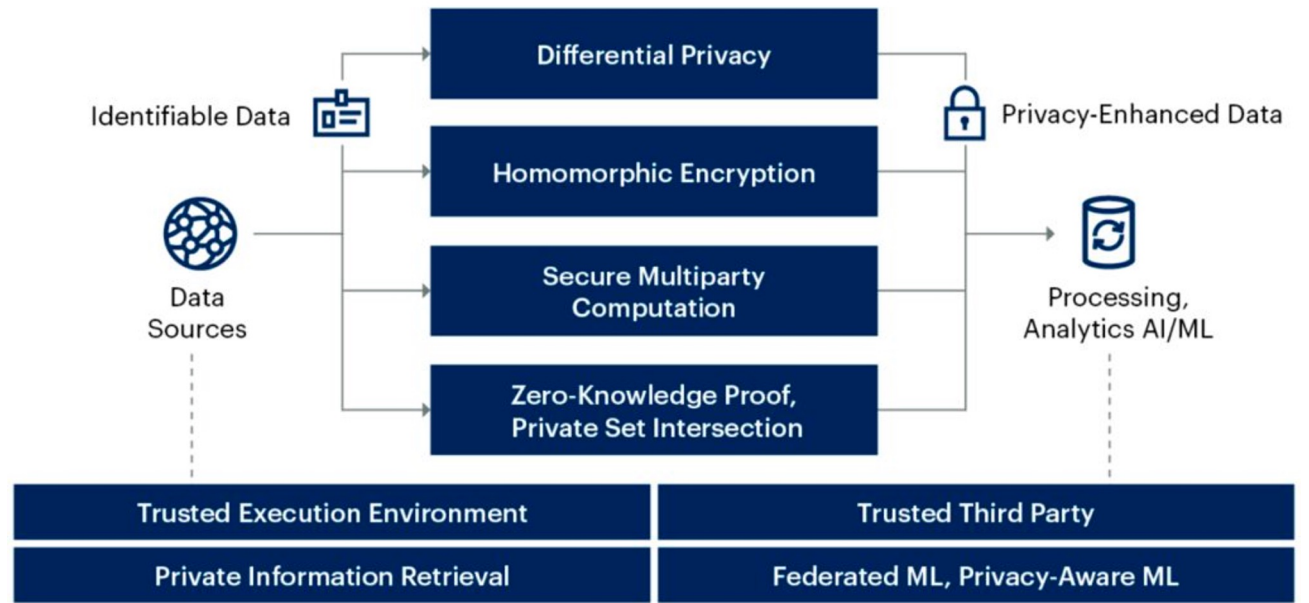 Differential Privacy
Identifiable Data
Privacy-Enhanced Data
Homomorphic Encryption
Data
Sources
Secure Multiparty
Computation
Processing,
Analytics AI/ML
Zero-Knowledge Proof,
Private Set Intersection
Trusted Execution Environment
Trusted Third Party
Private Information Retrieval
Federated ML, Privacy-Aware ML